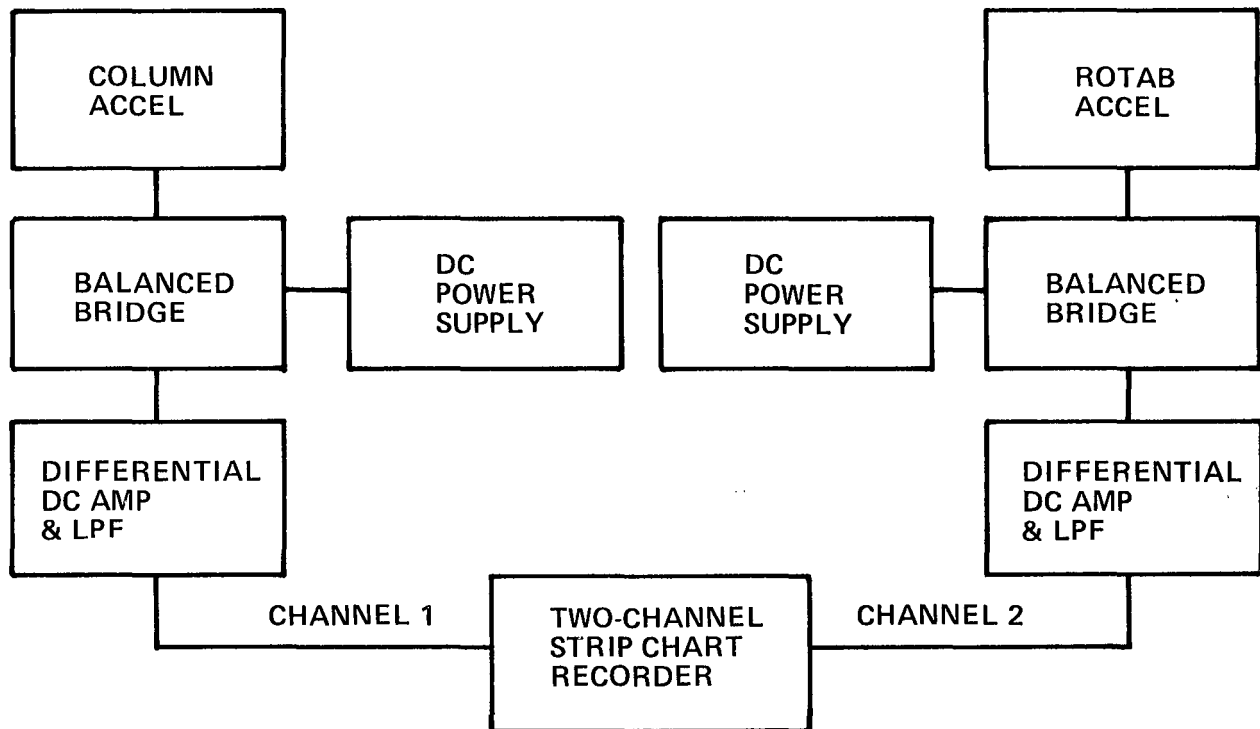 COLUMN
ACCEL
ROTAB
ACCEL
BALANCED
BRIDGE
DC
POWER
SUPPLY
DC
POWER
SUPPLY
BALANCED
BRIDGE
DIFFERENTIAL
DC AMP
& LPF
DIFFERENTIAL
DC AMP
& LPF
CHANNEL 1
TWO-CHANNEL
STRIP CHART
RECORDER
CHANNEL 2